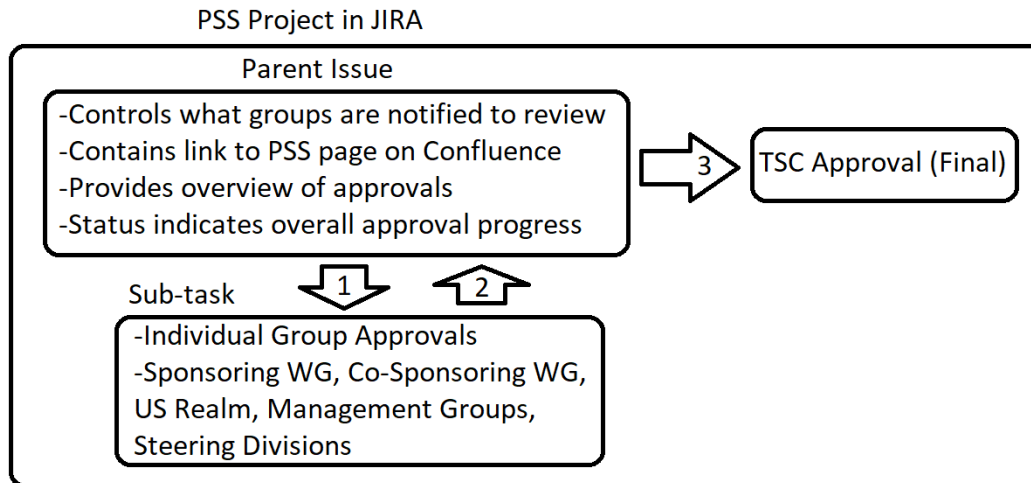 PSS Project in JIRA
Parent Issue
-Controls what groups are notified to review
-Contains link to PSS page on Confluence
-Provides overview of approvals
-Status indicates overall approval progress
3
TSC Approval (Final)
1
2
Sub-task
-Individual Group Approvals
-Sponsoring WG, Co-Sponsoring WG,
US Realm, Management Groups,
Steering Divisions